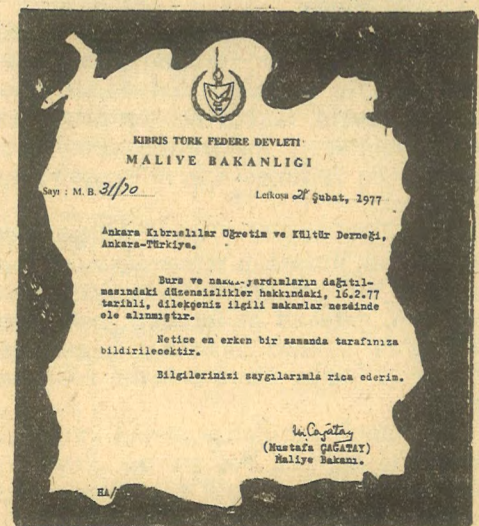 KIBRIS TÜRK FEDERE DEVLETİ
MALİYE BAKANLIĞI
Sayı : M. B. 31/70
Lefkoşa 28 Şubat, 1977
Ankara Kıbrıslılar Öğretim ve Kültür Derneği,
Ankara-Türkiye.
Burs ve yardımların dağıtıl-
masındaki düzensizlikler hakkındaki, 16.2.77
tarihli, dilekçeniz ilgili makamlar nezdinde
ele alınmıştır.
Netice en erken bir zamanda tarafınıza
bildirilecektir.
Bilgilerinizi saygılarımla rica ederim.
M. Çağatay
(Mustafa ÇAĞATAY)
Maliye Bakanı.
HA/